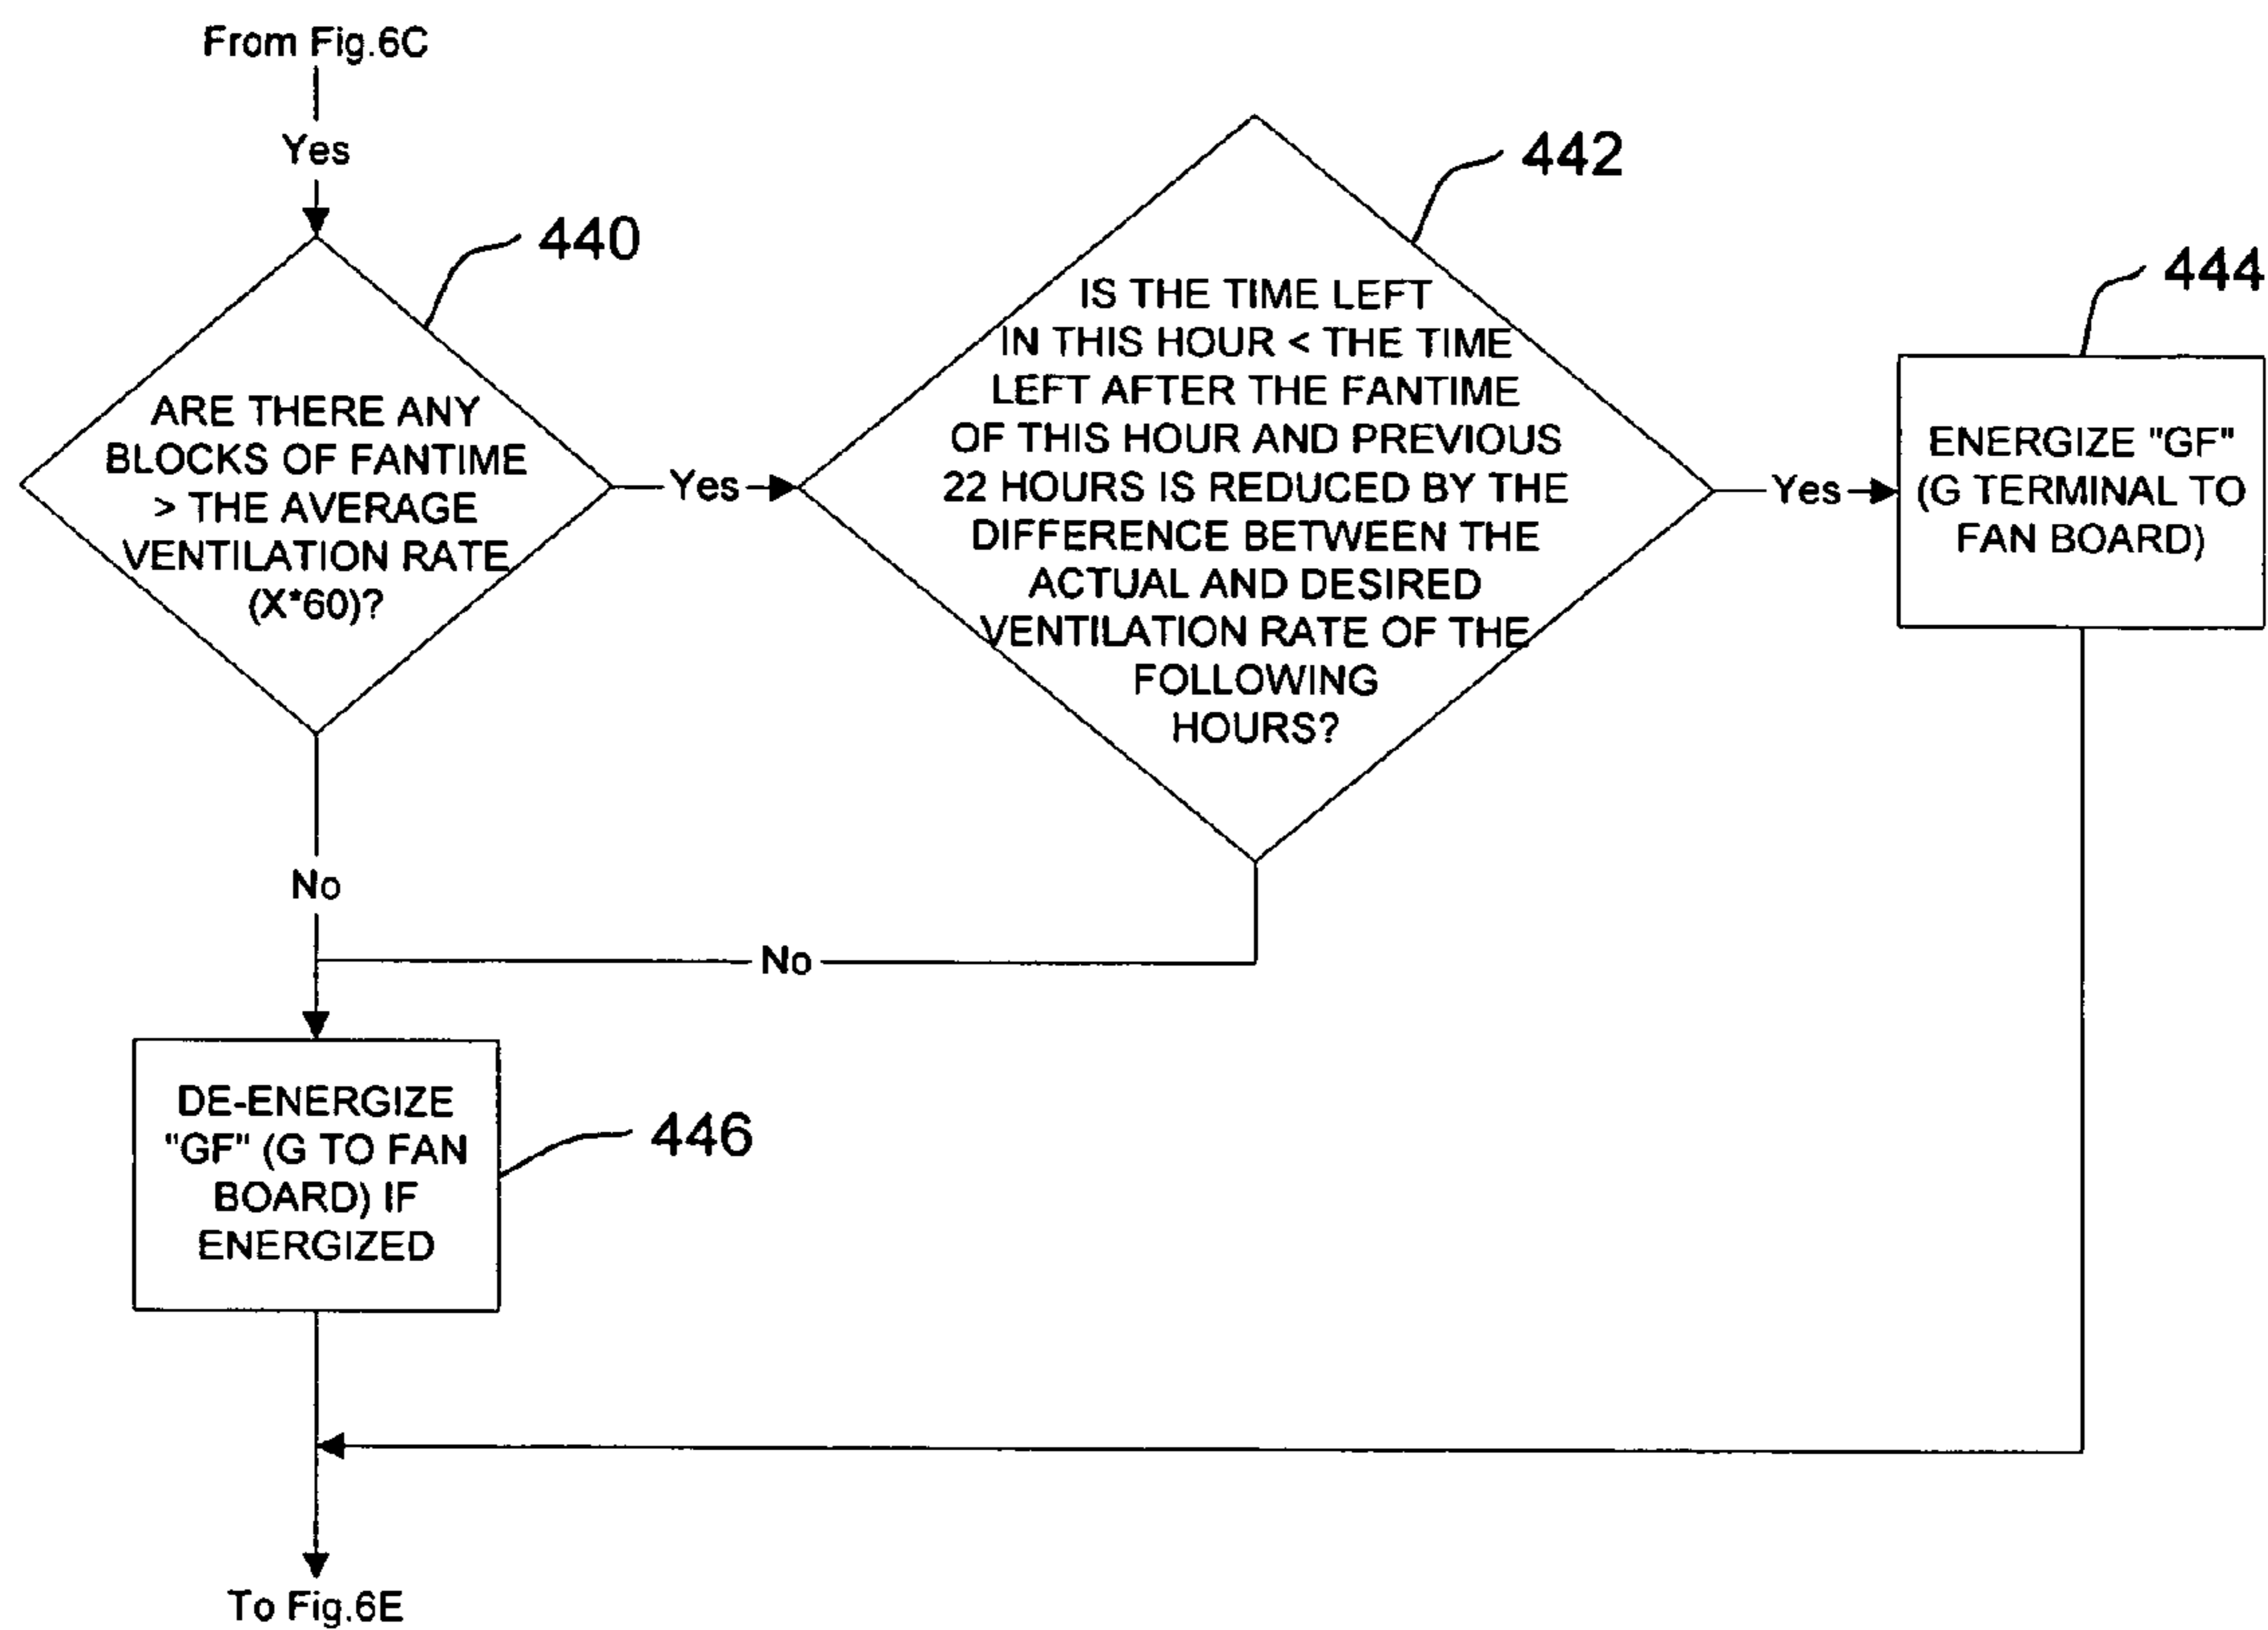 From Fig.6C
Yes
440
ARE THERE ANY
BLOCKS OF FANTIME
> THE AVERAGE
VENTILATION RATE
(X*60)?
Yes
442
IS THE TIME LEFT
IN THIS HOUR < THE TIME
LEFT AFTER THE FANTIME
OF THIS HOUR AND PREVIOUS
22 HOURS IS REDUCED BY THE
DIFFERENCE BETWEEN THE
ACTUAL AND DESIRED
VENTILATION RATE OF THE
FOLLOWING
HOURS?
Yes
444
ENERGIZE "GF"
(G TERMINAL TO
FAN BOARD)
No
No
DE-ENERGIZE
"GF" (G TO FAN
BOARD) IF
ENERGIZED
446
To Fig.6E